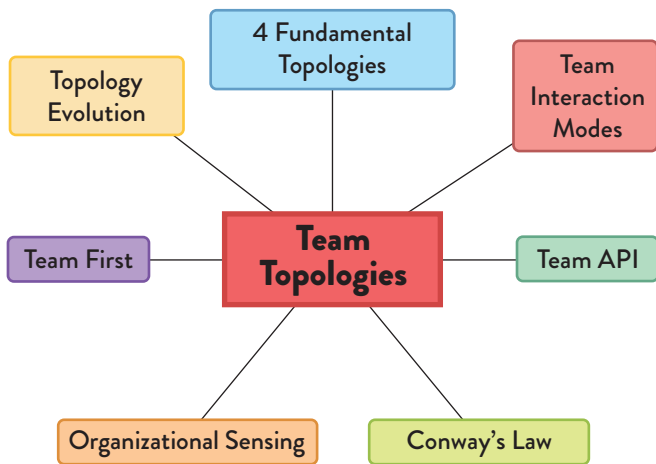 4 Fundamental
Topologies
Topology
Evolution
Team
Interaction
Modes
Team
Topologies
Team First
Team API
Organizational Sensing
Conway’s Law